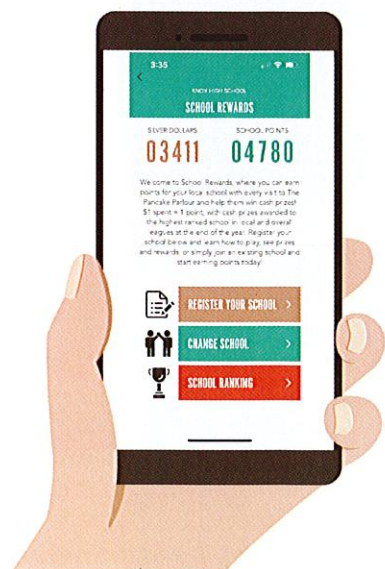 3:35
KNOX HIGH SCHOOL
SCHOOL REWARDS
SILVER DOLLARS SCHOOL POINTS
03411 04780
Welcome to School Rewards, where you can earn
points for your local school with every visit to The
Pancake Parlour and help them win cash prizes!
$1 spent = 1 point, with cash prizes awarded to
the highest ranked school in local and overall
leagues at the end of the year. Register your
school below and learn how to play, see prizes
and rewards or simply join an existing school and
start earning points today!
REGISTER YOUR SCHOOL >
CHANGE SCHOOL >
SCHOOL RANKING >